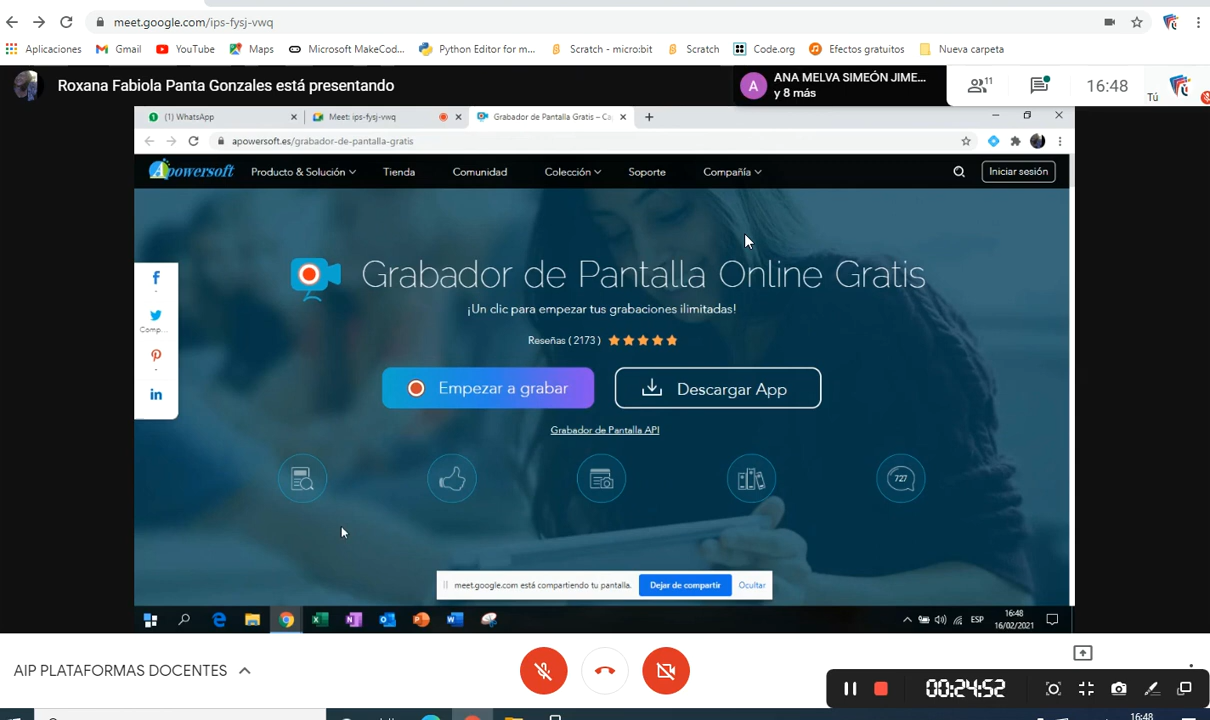 meet.google.com/ips-fysj-vwq
Aplicaciones Gmail YouTube Maps Microsoft MakeCod... Python Editor for m... Scratch - micro:bit Scratch Code.org Efectos gratuitos Nueva carpeta
Roxana Fabiola Panta Gonzales está presentando
A
ANA MELVA SIMEÓN JIME...
y 8 más
11
16:48
Tú
(1) WhatsApp
Meet: ips-fysj-vwq
Grabador de Pantalla Gratis – Ca
apowersoft.es/grabador-de-pantalla-gratis
Apowersoft Producto & Solución Tienda Comunidad Colección Soporte Compañía Iniciar sesión
Grabador de Pantalla Online Gratis
¡Un clic para empezar tus grabaciones ilimitadas!
Reseñas ( 2173 )
Comp...
Empezar a grabar
Descargar App
Grabador de Pantalla API
727
meet.google.com está compartiendo tu pantalla. Dejar de compartir Ocultar
ESP
16:48
16/02/2021
AIP PLATAFORMAS DOCENTES
00:24:52
16:48